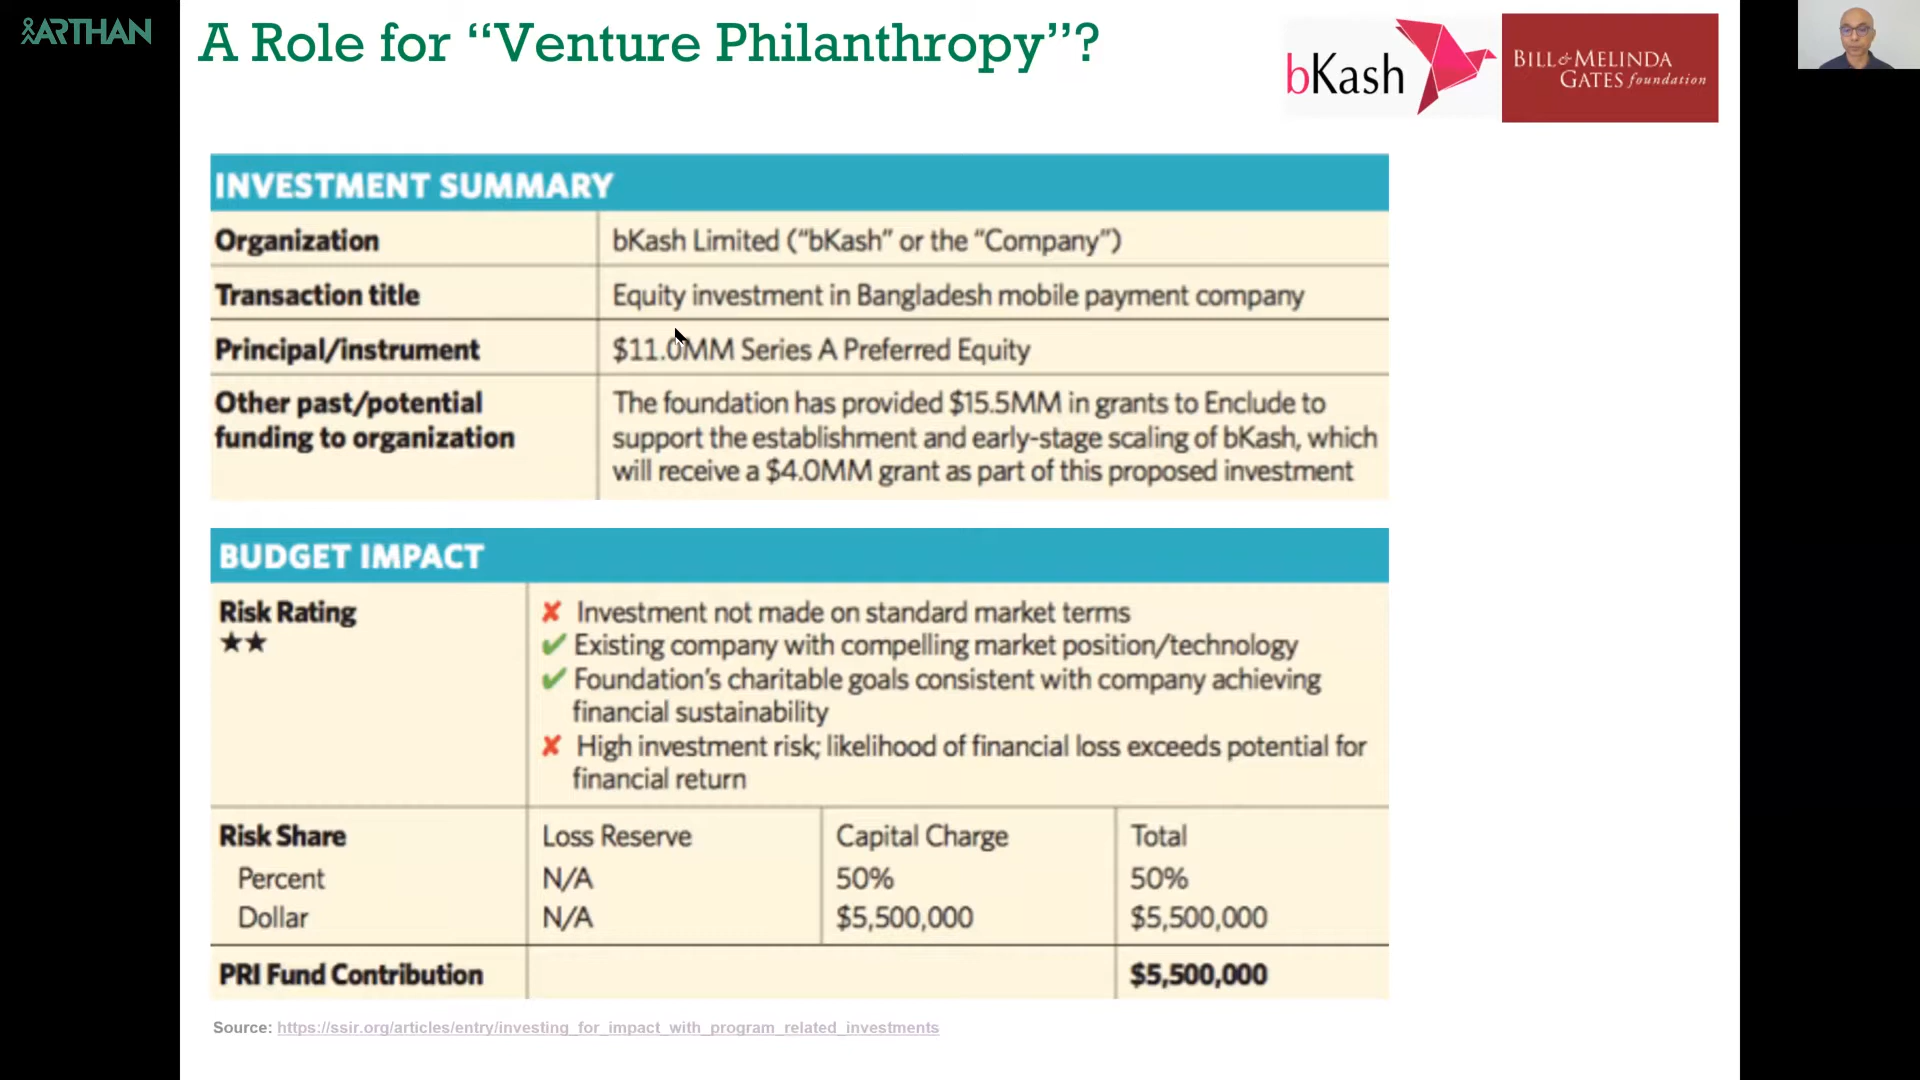 ARTHAN
A Role for “Venture Philanthropy”?
bKash
BILL & MELINDA
GATES foundation
INVESTMENT SUMMARY
Organization
bKash Limited (“bKash” or the “Company”)
Transaction title
Equity investment in Bangladesh mobile payment company
Principal/instrument
$11.0MM Series A Preferred Equity
Other past/potential
funding to organization
The foundation has provided $15.5MM in grants to Enclude to
support the establishment and early-stage scaling of bKash, which
will receive a $4.0MM grant as part of this proposed investment
BUDGET IMPACT
Risk Rating
★★
✘ Investment not made on standard market terms
✔ Existing company with compelling market position/technology
✔ Foundation’s charitable goals consistent with company achieving
financial sustainability
✘ High investment risk; likelihood of financial loss exceeds potential for
financial return
Risk Share Loss Reserve Capital Charge Total
Percent N/A 50% 50%
Dollar N/A $5,500,000 $5,500,000
PRI Fund Contribution $5,500,000
Source: https://ssir.org/articles/entry/investing_for_impact_with_program_related_investments